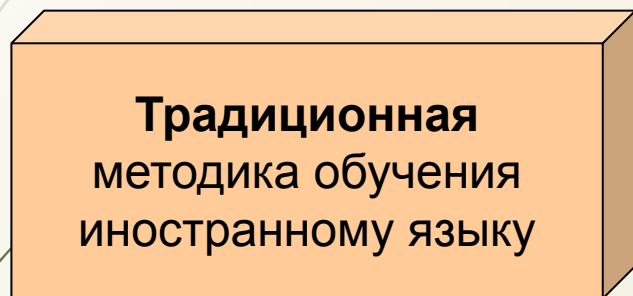 Традиционная
методика обучения
иностранному языку